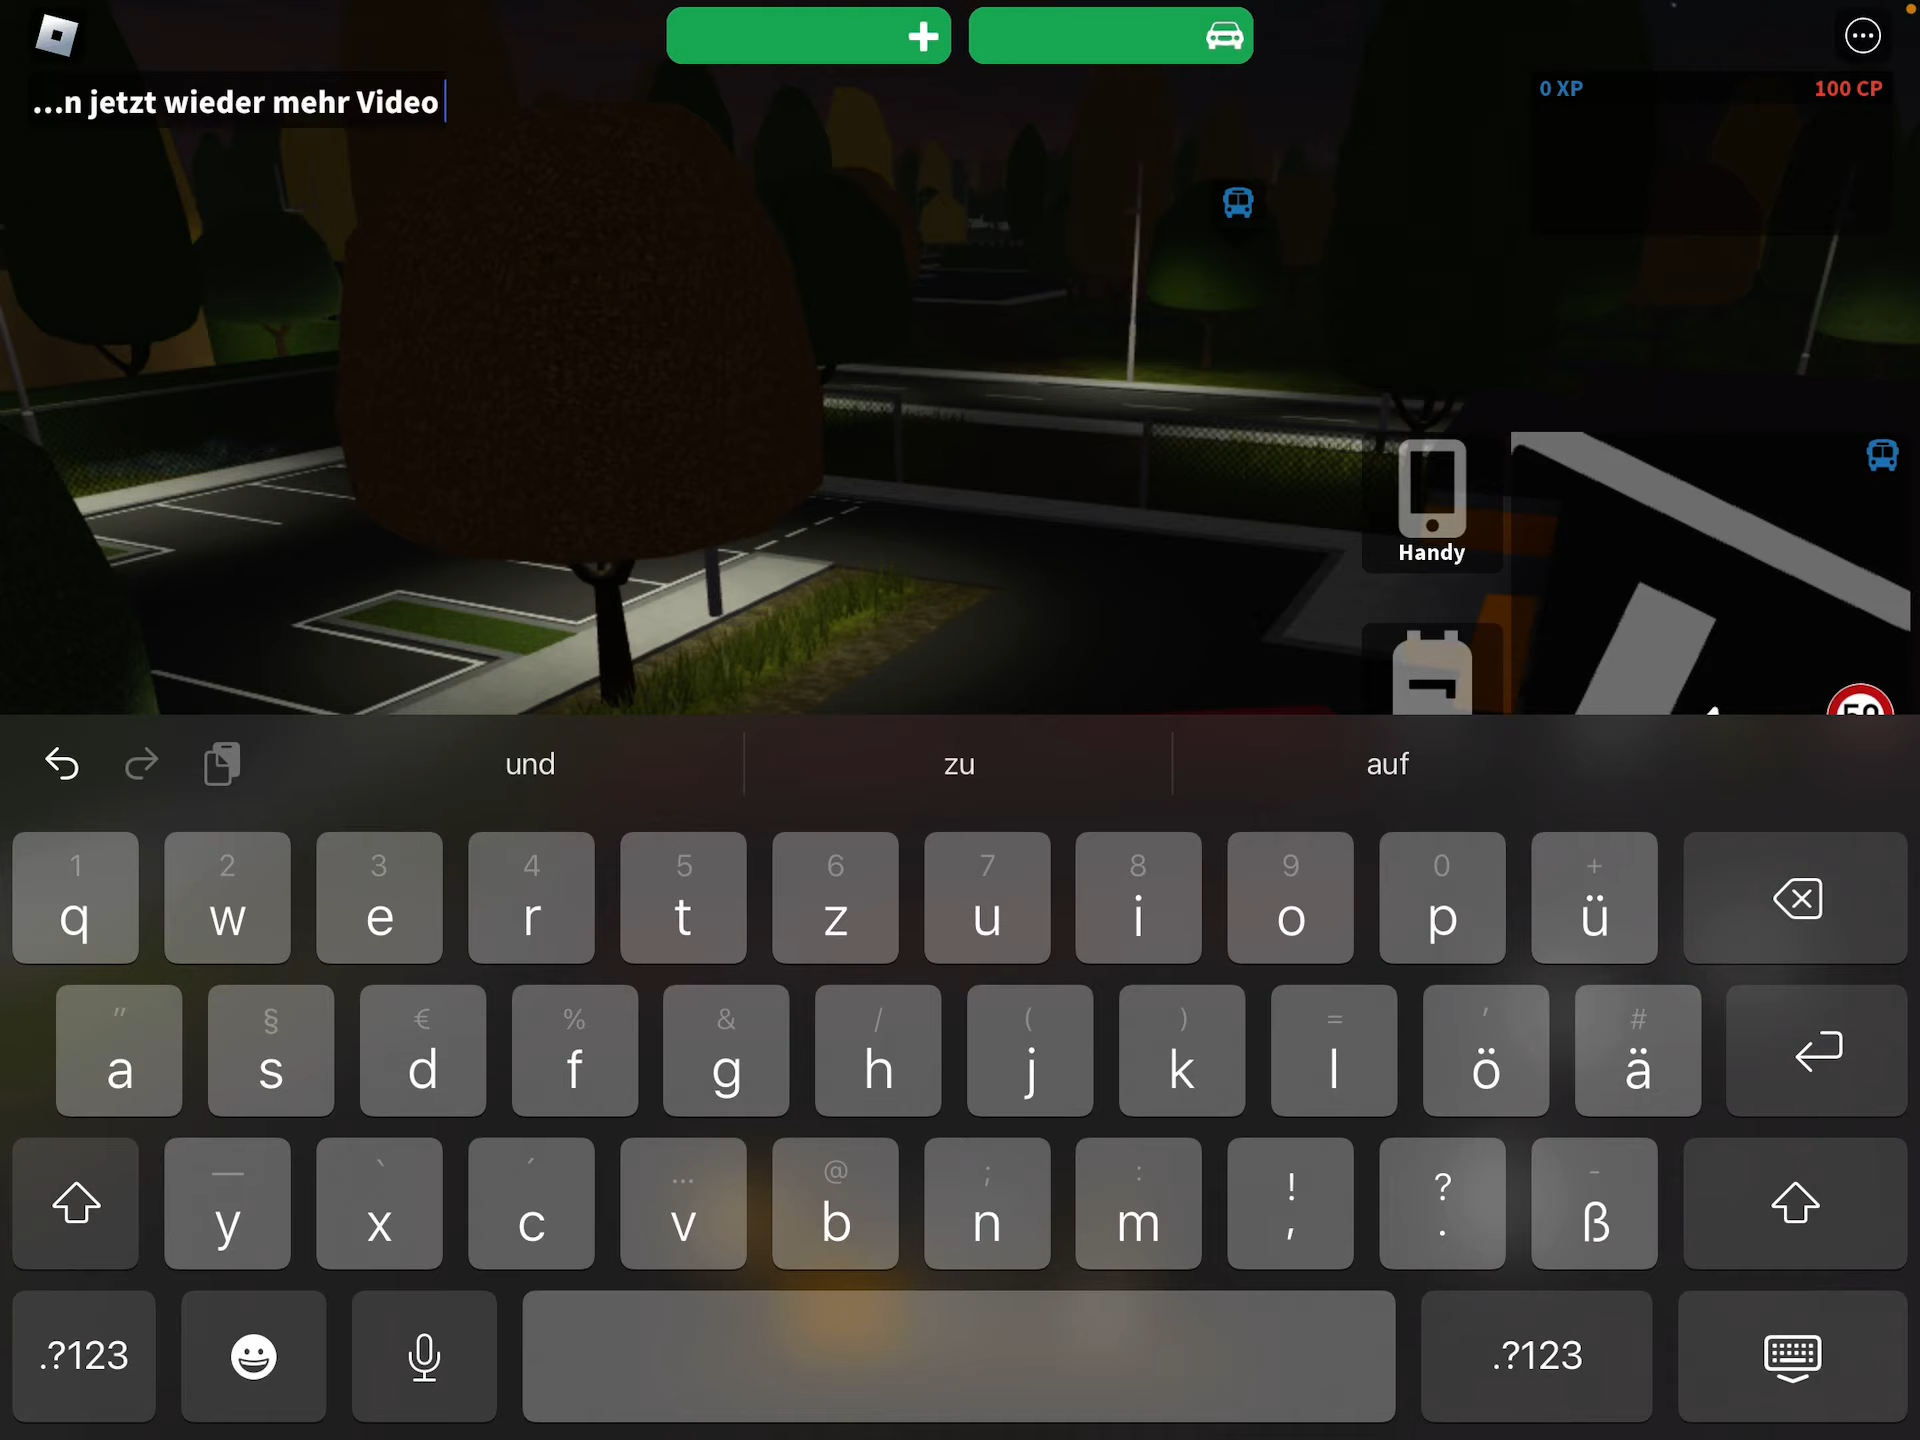 ...n jetzt wieder mehr Video
0 XP 100 CP
Handy
50
und zu auf
1 2 3 4 5 6 7 8 9 0 +
q w e r t z u i o p ü
" § € % & / ( ) = ' #
a s d f g h j k l ö ä
— ` ´ ... @ ; : ! ? -
y x c v b n m , . ß
.?123 .?123